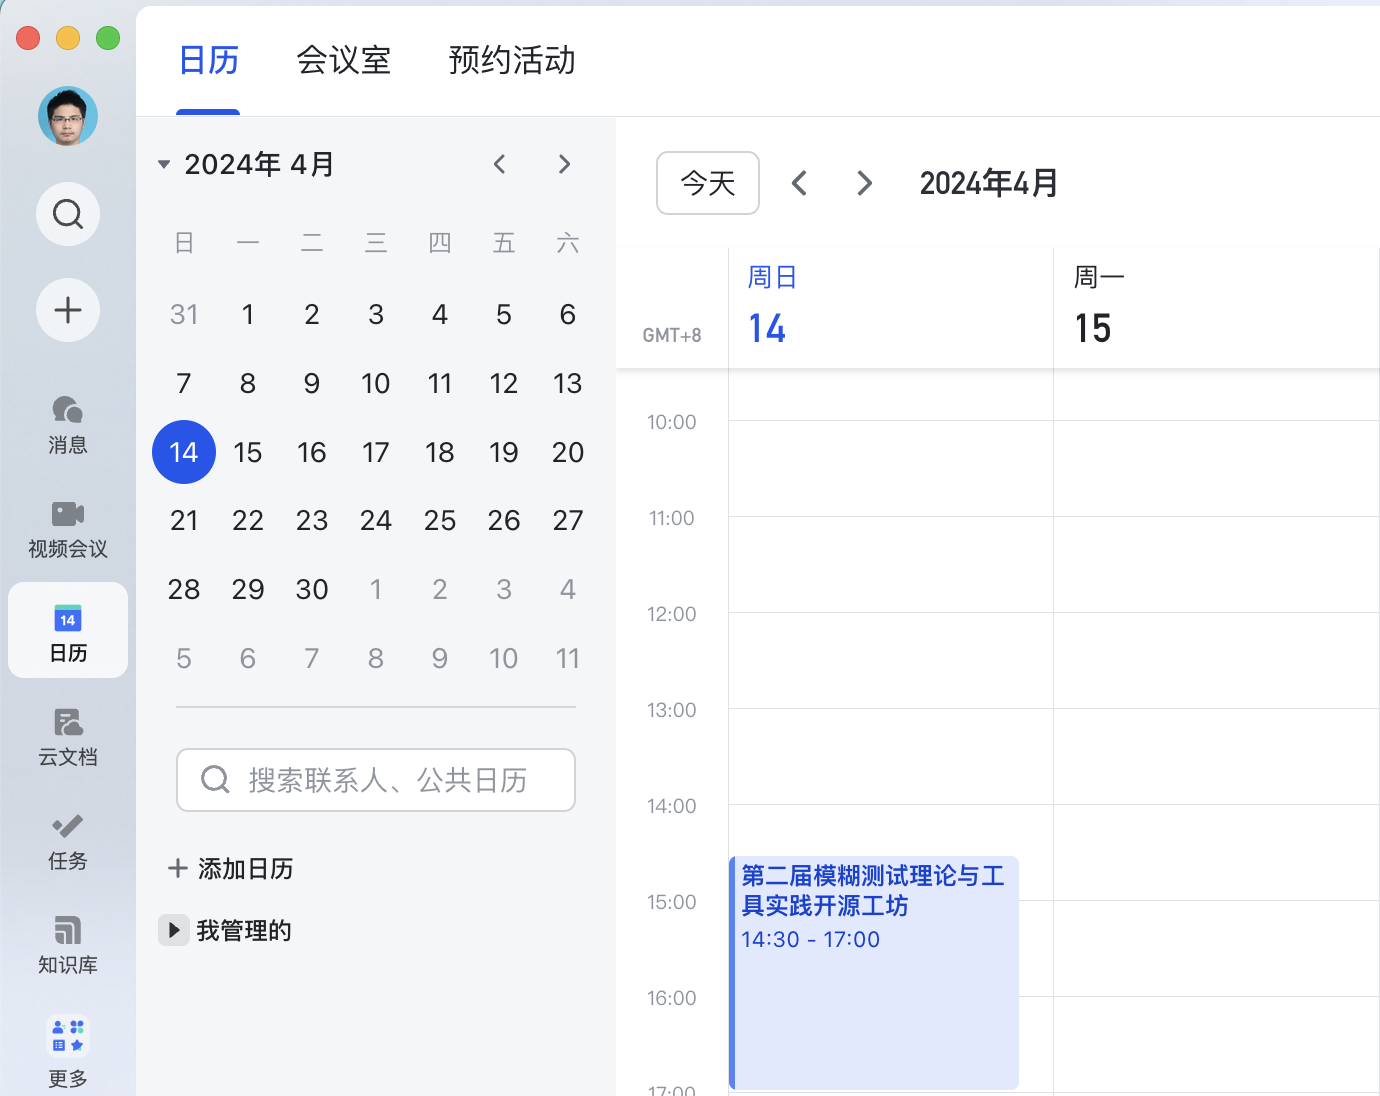 日历 会议室 预约活动
2024年 4月
日 一 二 三 四 五 六
31 1 2 3 4 5 6
7 8 9 10 11 12 13
14 15 16 17 18 19 20
21 22 23 24 25 26 27
28 29 30 1 2 3 4
5 6 7 8 9 10 11
搜索联系人、公共日历
添加日历
我管理的
消息
视频会议
14
日历
云文档
任务
知识库
更多
今天
2024年4月
GMT+8
周日
14
周一
15
10:00
11:00
12:00
13:00
14:00
15:00
16:00
17:00
第二届模糊测试理论与工
具实践开源工坊
14:30 - 17:00